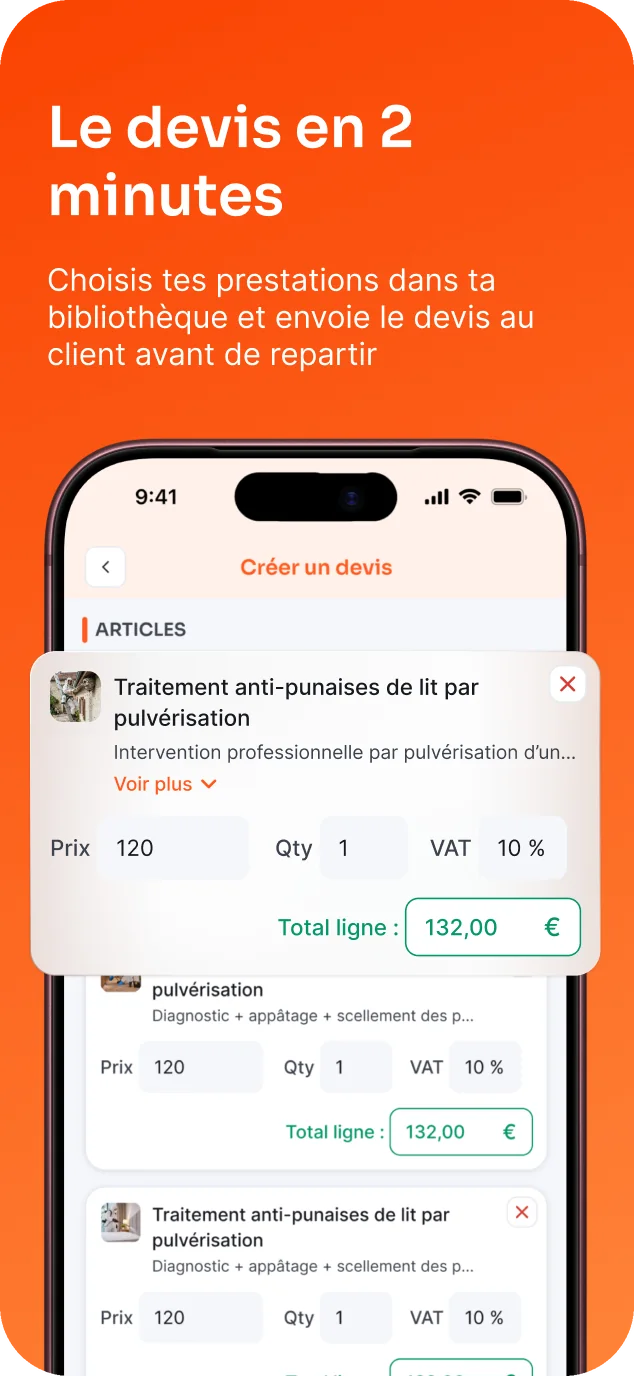 Le devis en 2
minutes
Choisis tes prestations dans ta
bibliothèque et envoie le devis au
client avant de repartir
9:41
Créer un devis
ARTICLES
Traitement anti-punaises de lit par
pulvérisation
Intervention professionnelle par pulvérisation d’un...
Voir plus
Prix 120 Qty 1 VAT 10 %
Total ligne : 132,00 €
pulvérisation
Diagnostic + appâtage + scellement des p...
Prix 120 Qty 1 VAT 10 %
Total ligne : 132,00 €
Traitement anti-punaises de lit par
pulvérisation
Diagnostic + appâtage + scellement des p...
Prix 120 Qty 1 VAT 10 %